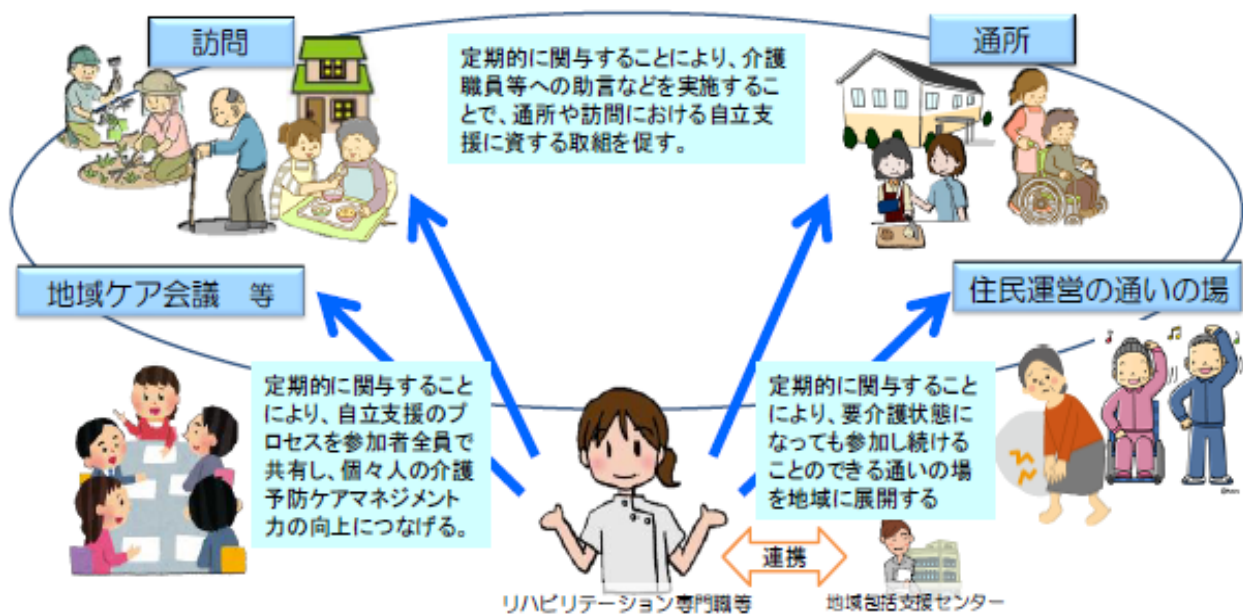 訪問
通所
定期的に関与することにより、介護
職員等への助言などを実施するこ
とで、通所や訪問における自立支
援に資する取組を促す。
地域ケア会議　等
住民運営の通いの場
定期的に関与すること
により、自立支援のプ
ロセスを参加者全員で
共有し、個々人の介護
予防ケアマネジメント
力の向上につなげる。
定期的に関与すること
により、要介護状態に
なっても参加し続ける
ことのできる通いの場
を地域に展開する
連携
リハビリテーション専門職等
地域包括支援センター